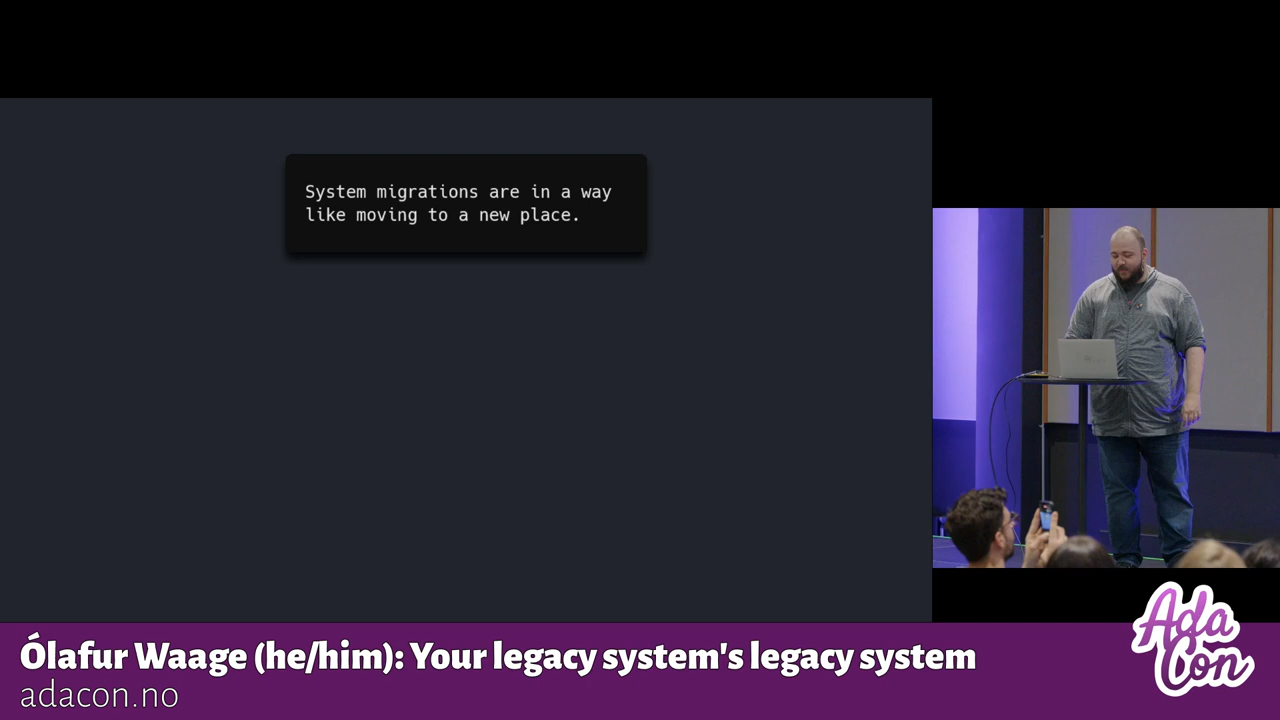 System migrations are in a way
like moving to a new place.
Ólafur Waage (he/him): Your legacy system's legacy system
adacon.no
Ada
Con